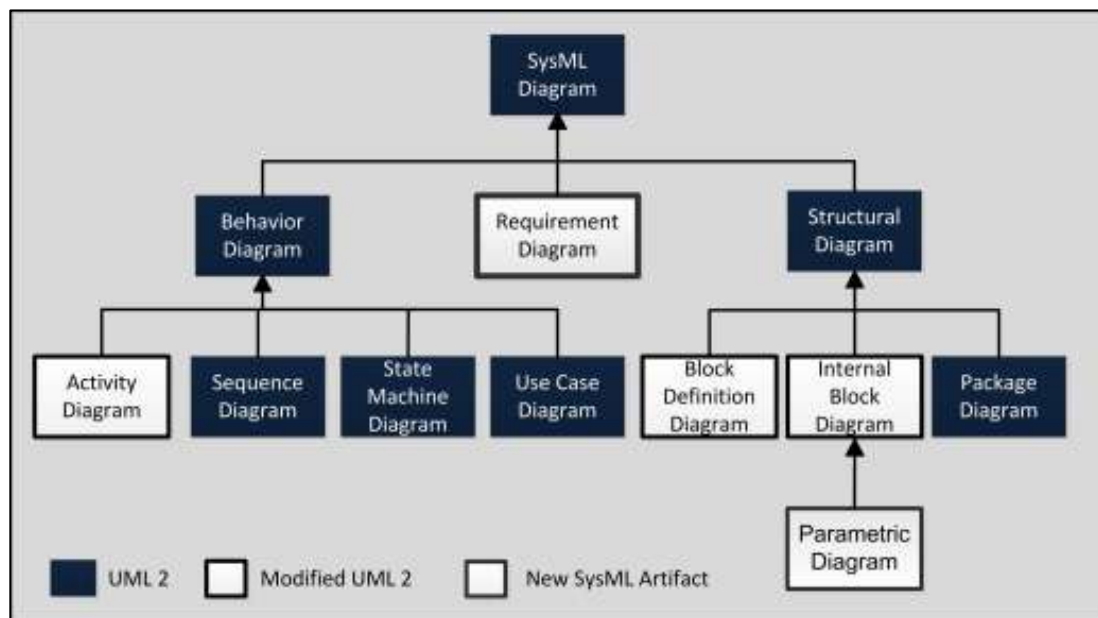 SysML
Diagram
Behavior
Diagram
Requirement
Diagram
Structural
Diagram
Activity
Diagram
Sequence
Diagram
State
Machine
Diagram
Use Case
Diagram
Block
Definition
Diagram
Internal
Block
Diagram
Package
Diagram
Parametric
Diagram
UML 2
Modified UML 2
New SysML Artifact